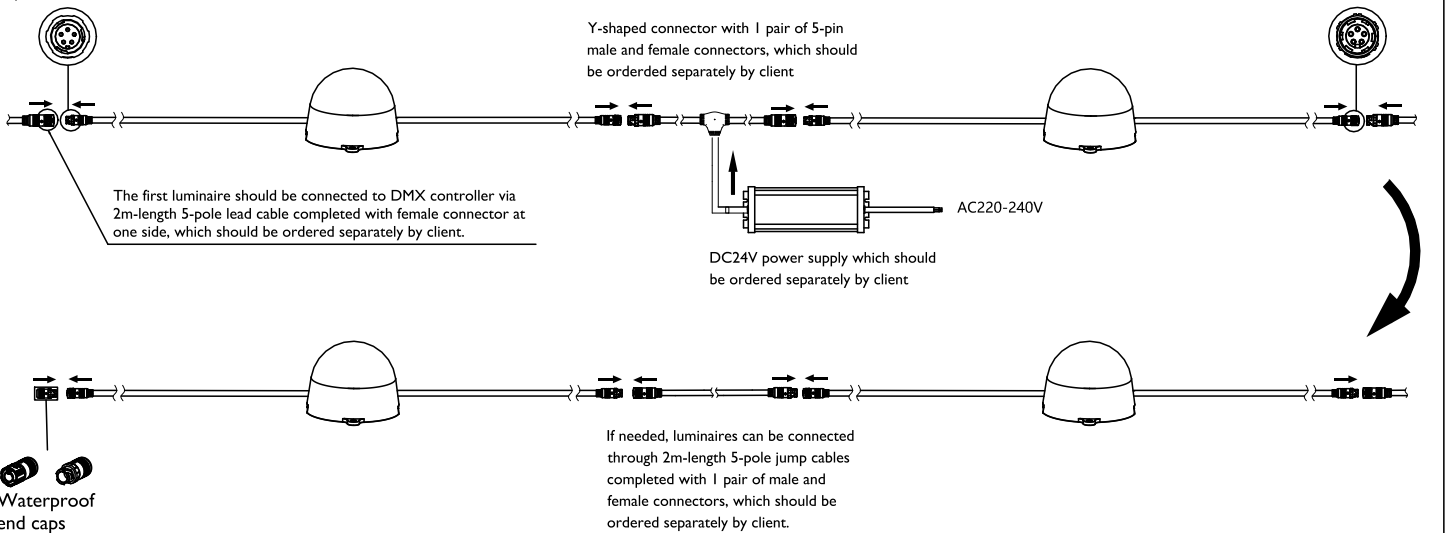 Y-shaped connector with 1 pair of 5-pin
male and female connectors, which should
be orderded separately by client
The first luminaire should be connected to DMX controller via
2m-length 5-pole lead cable completed with female connector at
one side, which should be ordered separately by client.
AC220-240V
DC24V power supply which should
be ordered separately by client
If needed, luminaires can be connected
through 2m-length 5-pole jump cables
completed with 1 pair of male and
female connectors, which should be
ordered separately by client.
Waterproof
end caps